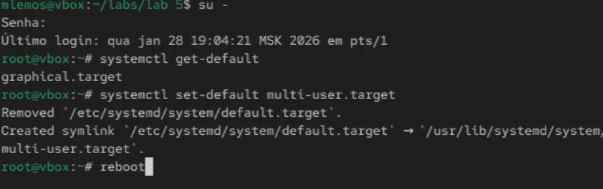 mlemos@vbox:~/labs/lab 5$ su -
Senha:
Último login: qua jan 28 19:04:21 MSK 2026 em pts/1
root@vbox:~# systemctl get-default
graphical.target
root@vbox:~# systemctl set-default multi-user.target
Removed '/etc/systemd/system/default.target'.
Created symlink '/etc/systemd/system/default.target' → '/usr/lib/systemd/system/
multi-user.target'.
root@vbox:~# reboot